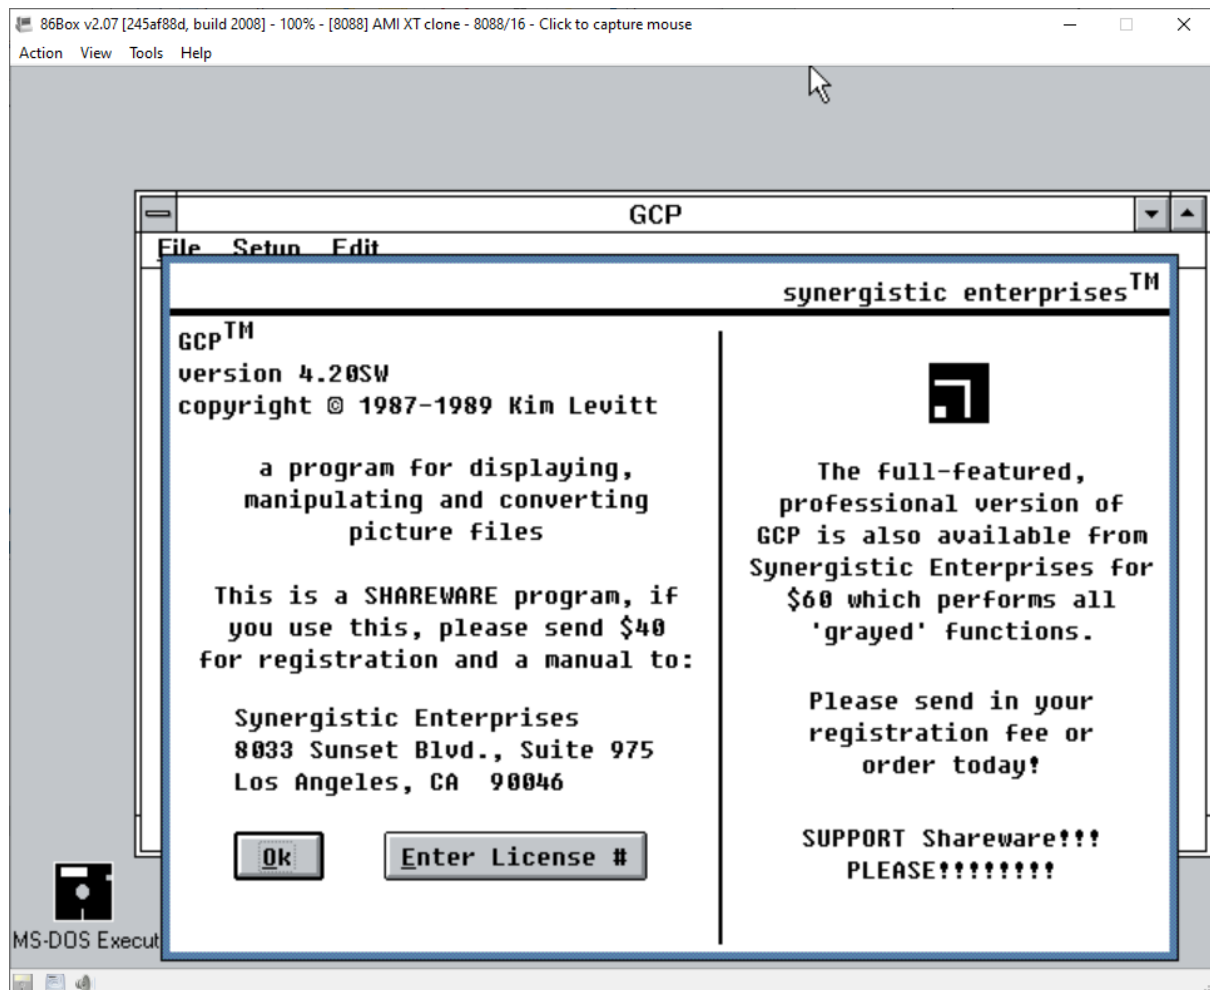 86Box v2.07 [245af88d, build 2008] - 100% - [8088] AMI XT clone - 8088/16 - Click to capture mouse
Action View Tools Help
GCP
File Setup Edit
synergistic enterprises™
GCP™
version 4.20SW
copyright © 1987-1989 Kim Levitt
a program for displaying,
manipulating and converting
picture files
This is a SHAREWARE program, if
you use this, please send $40
for registration and a manual to:
Synergistic Enterprises
8033 Sunset Blvd., Suite 975
Los Angeles, CA 90046
Ok
Enter License #
The full-featured,
professional version of
GCP is also available from
Synergistic Enterprises for
$60 which performs all
'grayed' functions.
Please send in your
registration fee or
order today!
SUPPORT Shareware!!!
PLEASE!!!!!!!!
MS-DOS Execut